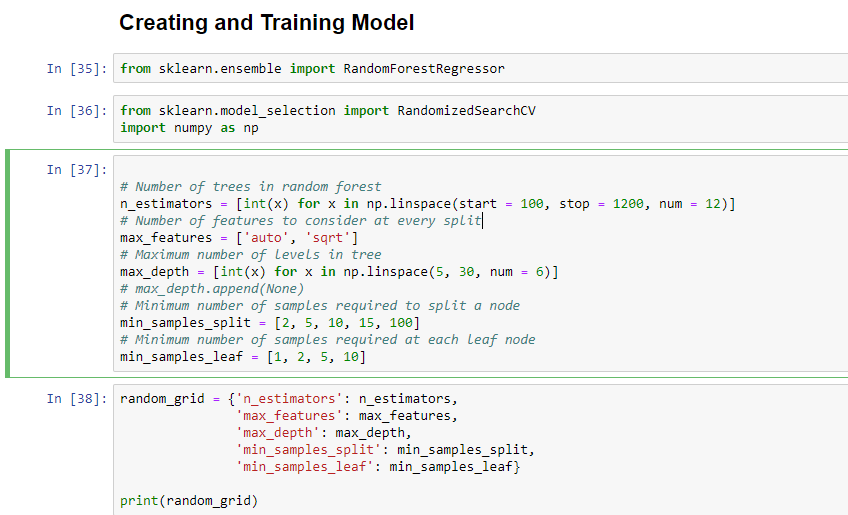 Creating and Training Model
In [35]: from sklearn.ensemble import RandomForestRegressor
In [36]: from sklearn.model_selection import RandomizedSearchCV
import numpy as np
In [37]:
# Number of trees in random forest
n_estimators = [int(x) for x in np.linspace(start = 100, stop = 1200, num = 12)]
# Number of features to consider at every split
max_features = ['auto', 'sqrt']
# Maximum number of levels in tree
max_depth = [int(x) for x in np.linspace(5, 30, num = 6)]
# max_depth.append(None)
# Minimum number of samples required to split a node
min_samples_split = [2, 5, 10, 15, 100]
# Minimum number of samples required at each leaf node
min_samples_leaf = [1, 2, 5, 10]
In [38]: random_grid = {'n_estimators': n_estimators,
'max_features': max_features,
'max_depth': max_depth,
'min_samples_split': min_samples_split,
'min_samples_leaf': min_samples_leaf}
print(random_grid)